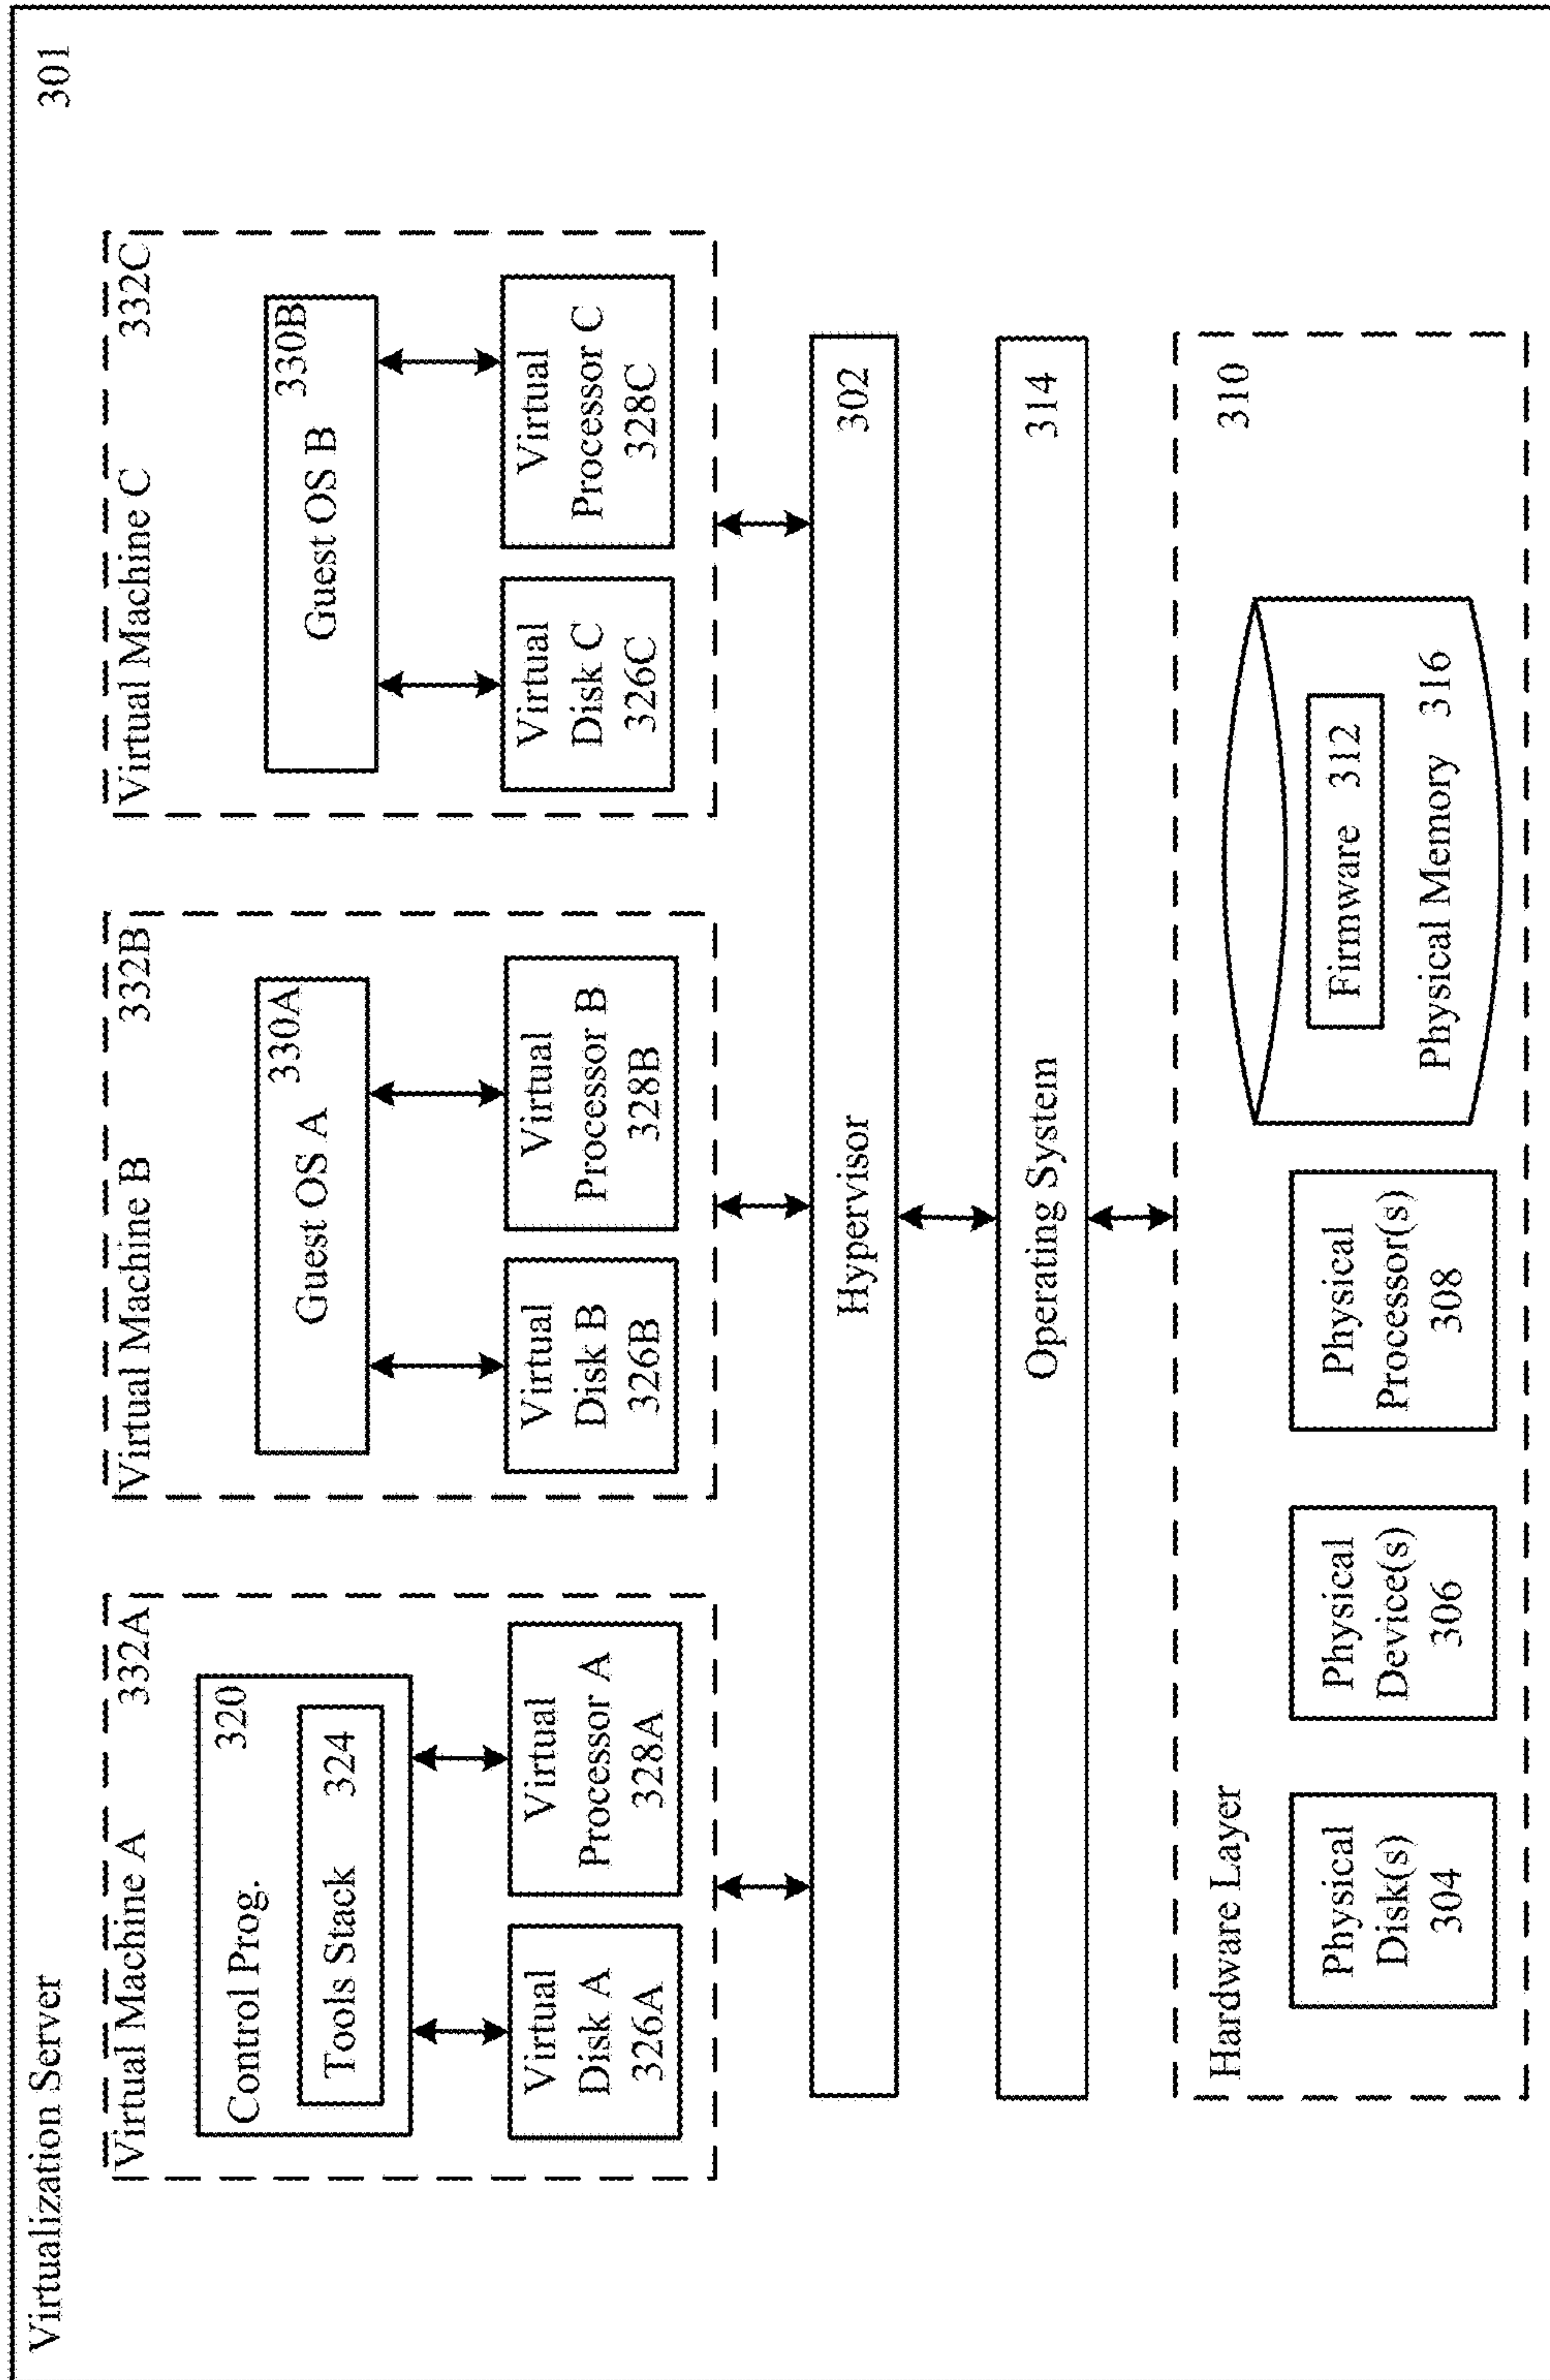 Virtualization Server
301
Virtual Machine A
332A
Control Prog.
320
Tools Stack 324
Virtual
Disk A
326A
Virtual
Processor A
328A
Virtual Machine B
332B
330A
Guest OS A
Virtual
Disk B
326B
Virtual
Processor B
328B
Virtual Machine C
332C
330B
Guest OS B
Virtual
Disk C
326C
Virtual
Processor C
328C
Hypervisor
302
Operating System
314
Hardware Layer
310
Physical
Disk(s)
304
Physical
Device(s)
306
Physical
Processor(s)
308
Firmware 312
Physical Memory 316